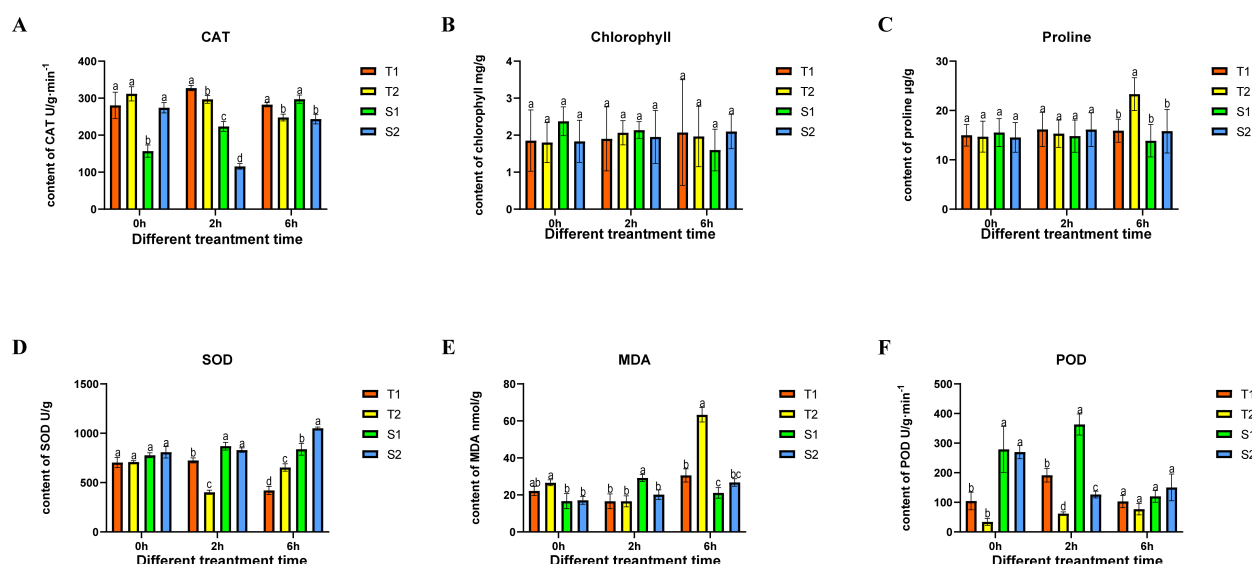 A
CAT
content of CAT U/g·min-1
400
300
200
100
0
a a b a
a b c d
a b a b
0h 2h 6h
Different treantment time
T1
T2
S1
S2
B
Chlorophyll
content of chlorophyll mg/g
4
3
2
1
0
a a a a
a a a a
a a a a
0h 2h 6h
Different treantment time
T1
T2
S1
S2
C
Proline
content of proline µg/g
30
20
10
0
a a a a
a a a a
b a b b
0h 2h 6h
Different treantment time
T1
T2
S1
S2
D
SOD
content of SOD U/g
1500
1000
500
0
a a a a
b c a a
d c b a
0h 2h 6h
Different treantment time
T1
T2
S1
S2
E
MDA
content of MDA nmol/g
80
60
40
20
0
ab a b b
b b a b
b a c bc
0h 2h 6h
Different treantment time
T1
T2
S1
S2
F
POD
content of POD U/g·min-1
500
400
300
200
100
0
b b a a
b d a c
a a a a
0h 2h 6h
Different treantment time
T1
T2
S1
S2